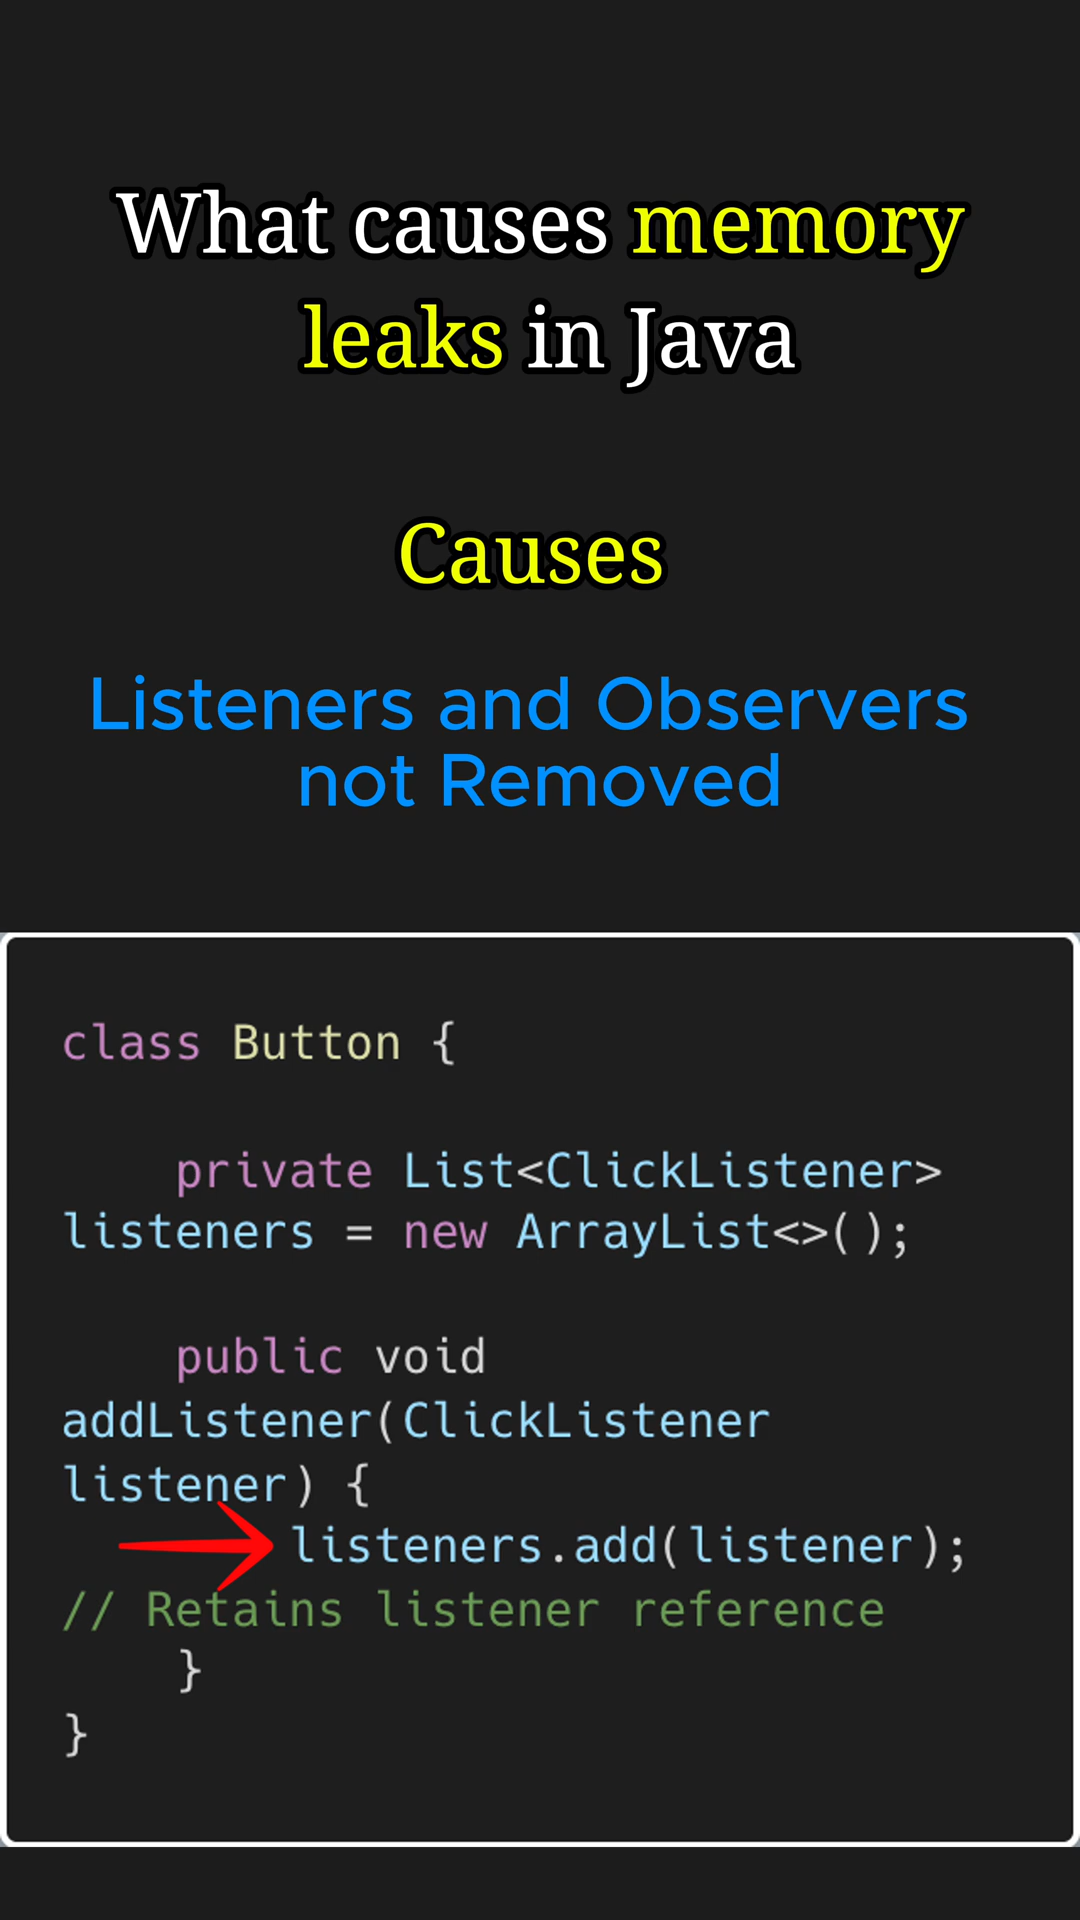 What causes memory
leaks in Java
Causes
Listeners and Observers
not Removed
class Button {
    private List<ClickListener>
listeners = new ArrayList<>();
    public void
addListener(ClickListener
listener) {
        listeners.add(listener);
// Retains listener reference
    }
}